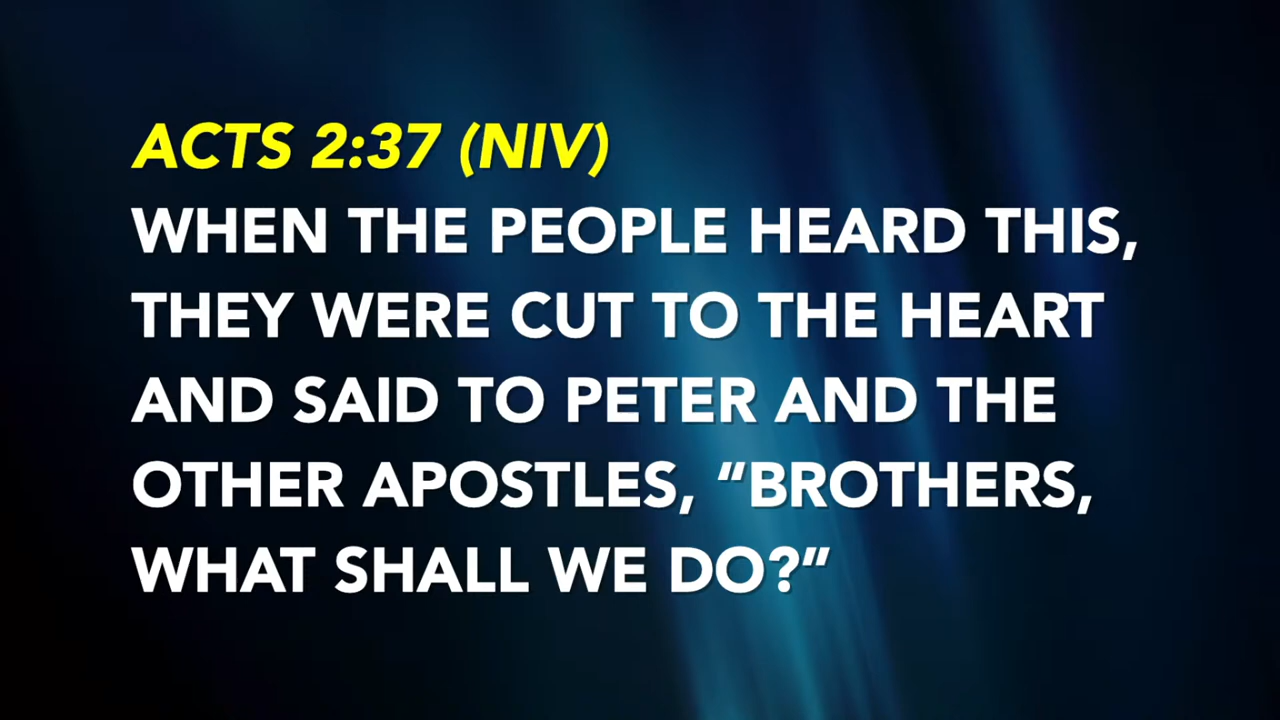 ACTS 2:37 (NIV)
WHEN THE PEOPLE HEARD THIS,
THEY WERE CUT TO THE HEART
AND SAID TO PETER AND THE
OTHER APOSTLES, “BROTHERS,
WHAT SHALL WE DO?”